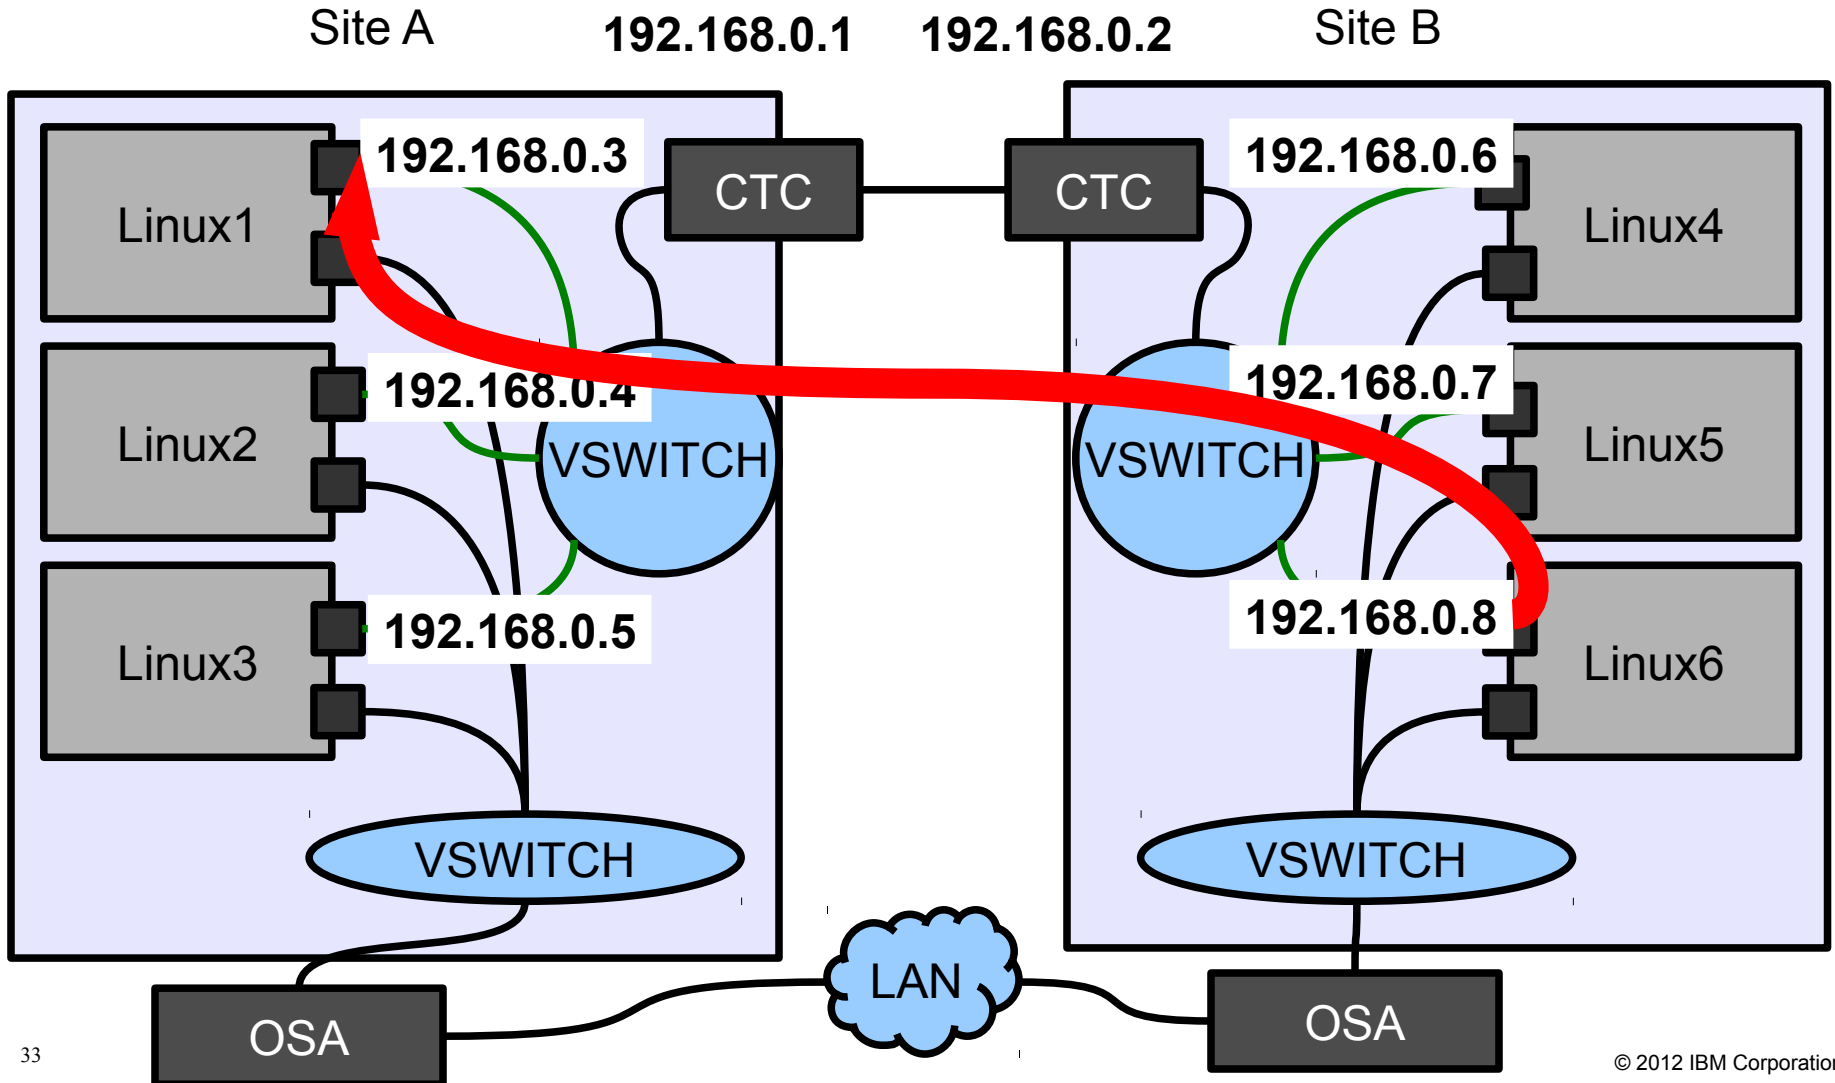 Site A
192.168.0.1
192.168.0.2
Site B
192.168.0.3
CTC
CTC
192.168.0.6
Linux1
Linux4
192.168.0.4
192.168.0.7
Linux2
VSWITCH
VSWITCH
Linux5
192.168.0.5
192.168.0.8
Linux3
Linux6
VSWITCH
VSWITCH
LAN
OSA
OSA
33
© 2012 IBM Corporation